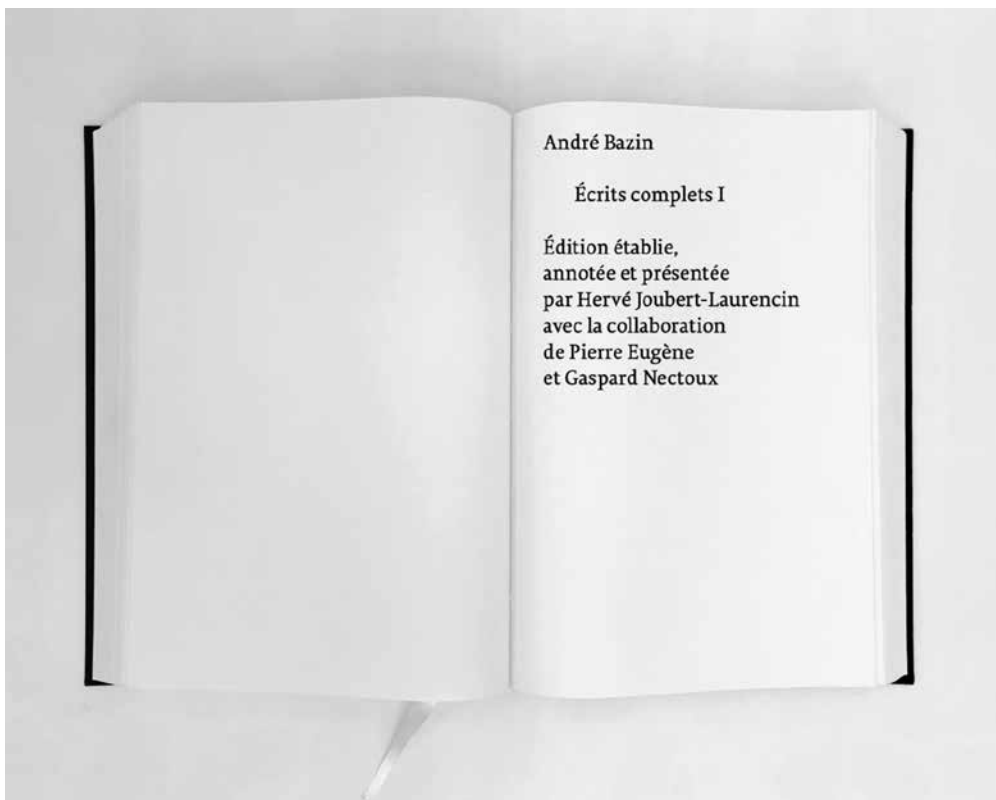 André Bazin
Écrits complets I
Édition établie,
annotée et présentée
par Hervé Joubert-Laurencin
avec la collaboration
de Pierre Eugène
et Gaspard Nectoux